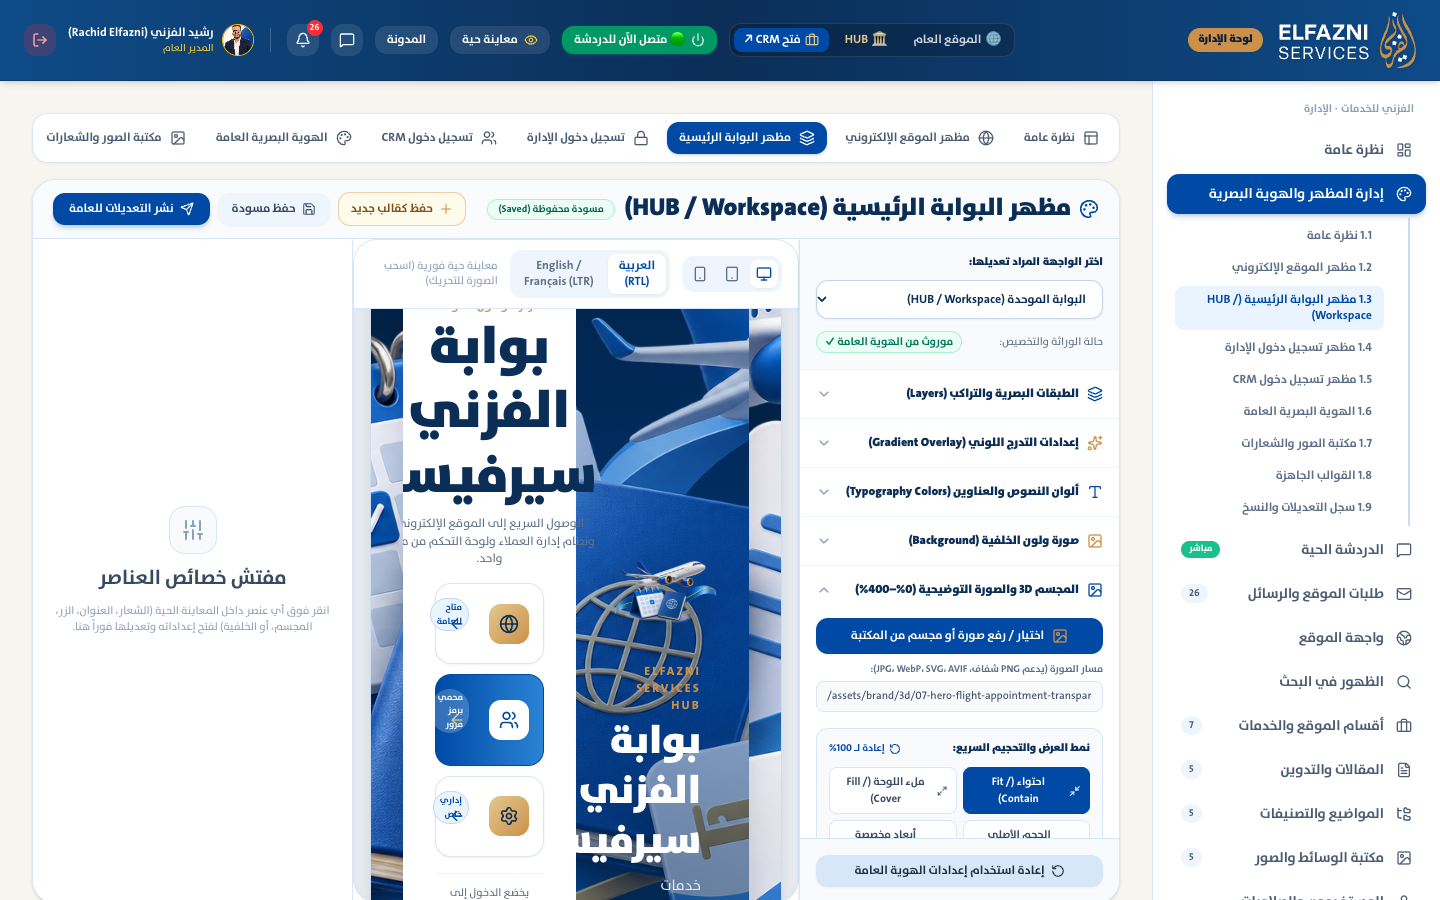 ELFAZNI
SERVICES
لوحة الإدارة
الموقع العام
HUB
فتح CRM
متصل الآن للدردشة
معاينة حية
المدونة
26
رشيد الفزني (Rachid Elfazni)
المدير العام
الفزني للخدمات · الإدارة
نظرة عامة
إدارة المظهر والهوية البصرية
1.1 نظرة عامة
1.2 مظهر الموقع الإلكتروني
1.3 مظهر البوابة الرئيسية (HUB /
Workspace)
1.4 مظهر تسجيل دخول الإدارة
1.5 مظهر تسجيل دخول CRM
1.6 الهوية البصرية العامة
1.7 مكتبة الصور والشعارات
1.8 القوالب الجاهزة
1.9 سجل التعديلات والنسخ
الدردشة الحية
مباشر
طلبات الموقع والرسائل
26
واجهة الموقع
الظهور في البحث
أقسام الموقع والخدمات
7
المقالات والتدوين
5
المواضيع والتصنيفات
5
مكتبة الوسائط والصور
5
نظرة عامة
مظهر الموقع الإلكتروني
مظهر البوابة الرئيسية
تسجيل دخول الإدارة
تسجيل دخول CRM
الهوية البصرية العامة
مكتبة الصور والشعارات
مظهر البوابة الرئيسية (HUB / Workspace)
مسودة محفوظة (Saved)
حفظ كقالب جديد
حفظ مسودة
نشر التعديلات للعامة
اختر الواجهة المراد تعديلها:
البوابة الموحدة (HUB / Workspace)
حالة الوراثة والتخصيص:
موروث من الهوية العامة ✓
الطبقات البصرية والتراكب (Layers)
إعدادات التدرج اللوني (Gradient Overlay)
ألوان النصوص والعناوين (Typography Colors)
صورة ولون الخلفية (Background)
المجسم 3D والصورة التوضيحية (0%–400%)
اختيار / رفع صورة أو مجسم من المكتبة
مسار الصورة (يدعم PNG شفاف، JPG، WebP، SVG، AVIF):
/assets/brand/3d/07-hero-flight-appointment-transpar
نمط العرض والتحجيم السريع:
إعادة لـ 100%
احتواء (Fit /
Contain)
ملء اللوحة (Fill /
Cover)
الحجم الأصلي
أبعاد مخصصة
إعادة استخدام إعدادات الهوية العامة
العربية
(RTL)
English /
Français (LTR)
معاينة حية فورية (اسحب
الصورة للتحريك)
بوابة
الفزني
سيرفيس
الوصول السريع إلى الموقع الإلكتروني
ونظام إدارة العملاء ولوحة التحكم من م
واحد.
متاح
للعامة
محمي
برمز
مرور
إداري
خاص
يخضع الدخول إلى
ELFAZNI
SERVICES
HUB
بوابة
الفزني
سيرفيس
خدمات
مفتش خصائص العناصر
انقر فوق أي عنصر داخل المعاينة الحية (الشعار، العنوان، الزر،
المجسم، أو الخلفية) لفتح إعداداته وتعديلها فوراً هنا.